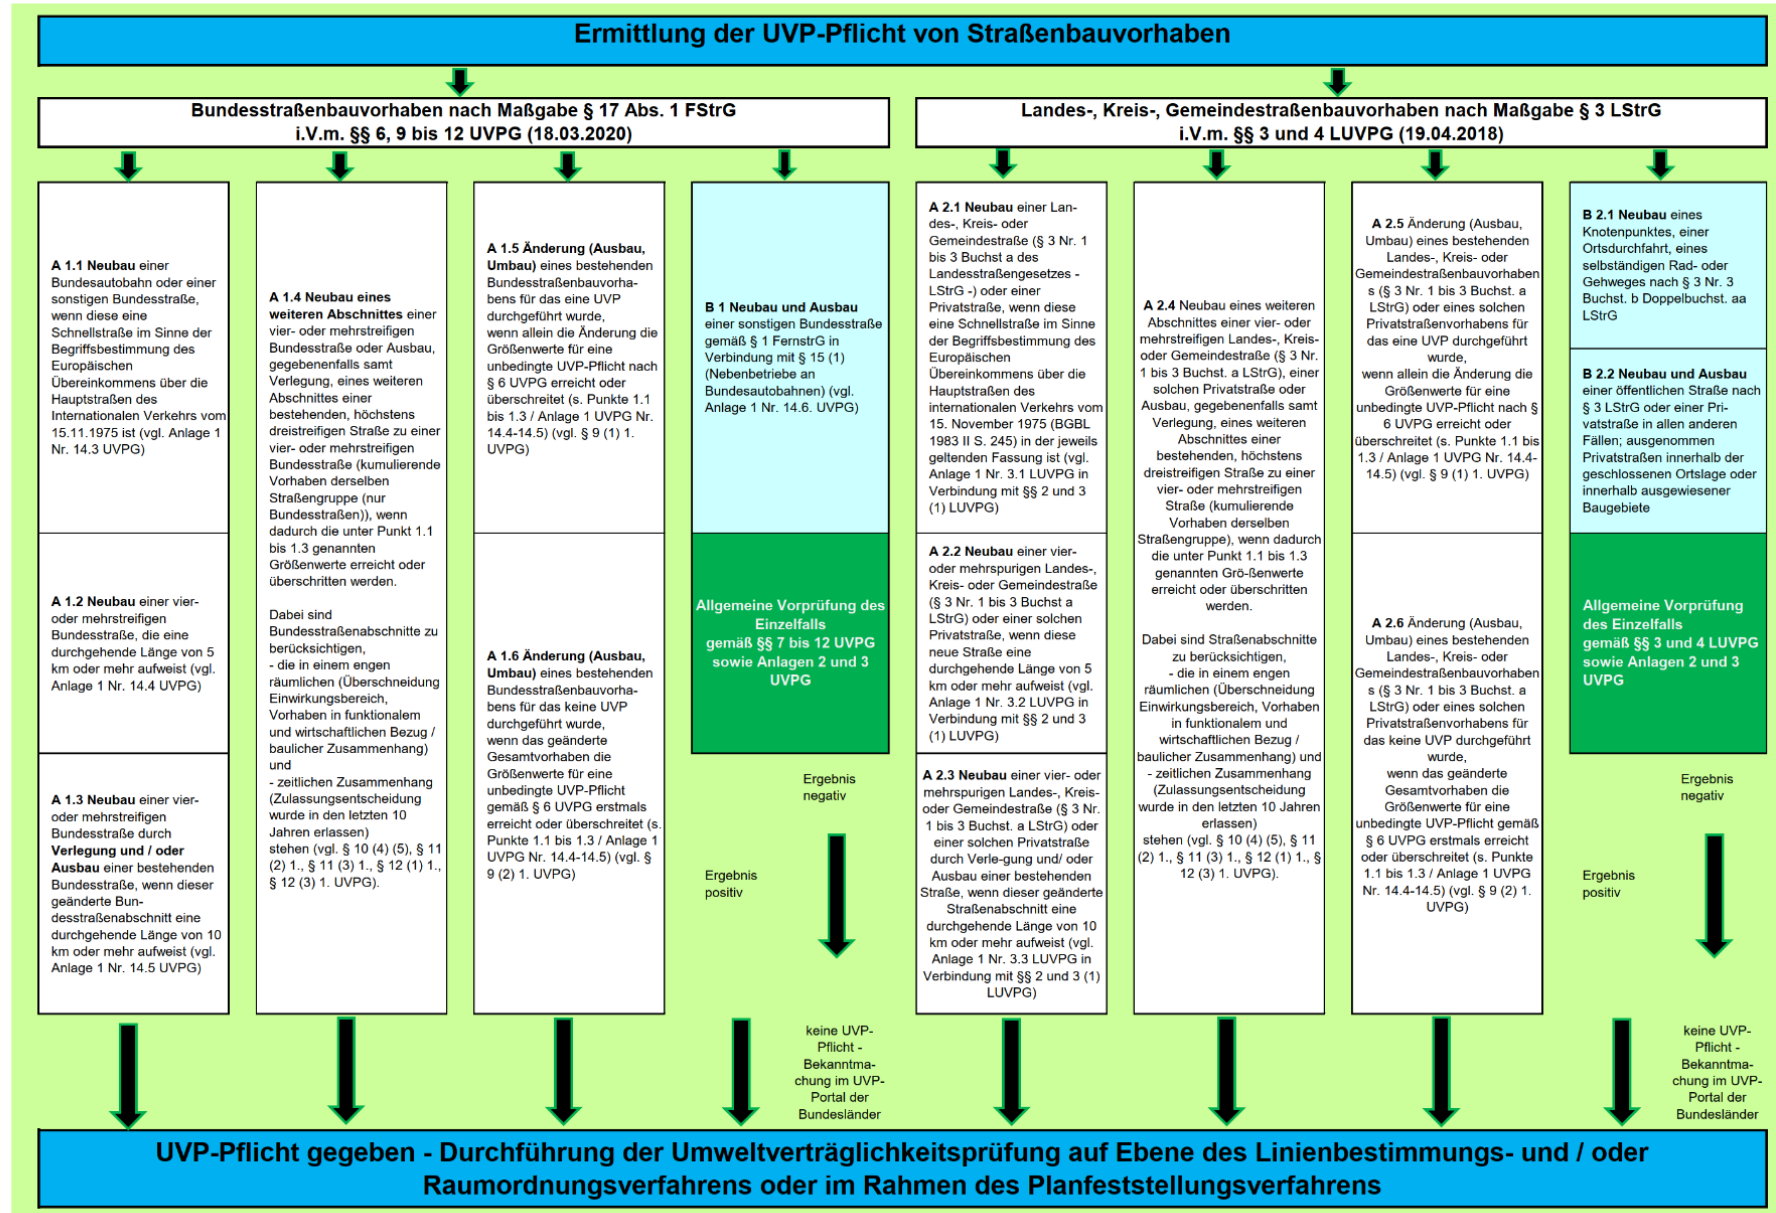 Ermittlung der UVP-Pflicht von Straßenbauvorhaben
Bundesstraßenbauvorhaben nach Maßgabe § 17 Abs. 1 FStrG
i.V.m. §§ 6, 9 bis 12 UVPG (18.03.2020)
Landes-, Kreis-, Gemeindestraßenbauvorhaben nach Maßgabe § 3 LStrG
i.V.m. §§ 3 und 4 LUVPG (19.04.2018)
A 1.1 Neubau einer
Bundesautobahn oder einer
sonstigen Bundesstraße,
wenn diese eine
Schnellstraße im Sinne der
Begriffsbestimmung des
Europäischen
Übereinkommens über die
Hauptstraßen des
Internationalen Verkehrs vom
15.11.1975 ist (vgl. Anlage 1
Nr. 14.3 UVPG)
A 1.2 Neubau einer vier-
oder mehrstreifigen
Bundesstraße, die eine
durchgehende Länge von 5
km oder mehr aufweist (vgl.
Anlage 1 Nr. 14.4 UVPG)
A 1.3 Neubau einer vier-
oder mehrstreifigen
Bundesstraße durch
Verlegung und / oder
Ausbau einer bestehenden
Bundesstraße, wenn dieser
geänderte Bun-
desstraßenabschnitt eine
durchgehende Länge von 10
km oder mehr aufweist (vgl.
Anlage 1 Nr. 14.5 UVPG)
A 1.4 Neubau eines
weiteren Abschnittes einer
vier- oder mehrstreifigen
Bundesstraße oder Ausbau,
gegebenenfalls samt
Verlegung, eines weiteren
Abschnittes einer
bestehenden, höchstens
dreistreifigen Straße zu einer
vier- oder mehrstreifigen
Bundesstraße (kumulierende
Vorhaben derselben
Straßengruppe (nur
Bundesstraßen)), wenn
dadurch die unter Punkt 1.1
bis 1.3 genannten
Größenwerte erreicht oder
überschritten werden.
Dabei sind
Bundesstraßenabschnitte zu
berücksichtigen,
- die in einem engen
räumlichen (Überschneidung
Einwirkungsbereich,
Vorhaben in funktionalem
und wirtschaftlichen Bezug /
baulicher Zusammenhang)
und
- zeitlichen Zusammenhang
(Zulassungsentscheidung
wurde in den letzten 10
Jahren erlassen)
stehen (vgl. § 10 (4) (5), § 11
(2) 1., § 11 (3) 1., § 12 (1) 1.,
§ 12 (3) 1. UVPG).
A 1.5 Änderung (Ausbau,
Umbau) eines bestehenden
Bundesstraßenbauvorha-
bens für das eine UVP
durchgeführt wurde,
wenn allein die Änderung die
Größenwerte für eine
unbedingte UVP-Pflicht nach
§ 6 UVPG erreicht oder
überschreitet (s. Punkte 1.1
bis 1.3 / Anlage 1 UVPG Nr.
14.4-14.5) (vgl. § 9 (1) 1.
UVPG)
A 1.6 Änderung (Ausbau,
Umbau) eines bestehenden
Bundesstraßenbauvorha-
bens für das keine UVP
durchgeführt wurde,
wenn das geänderte
Gesamtvorhaben die
Größenwerte für eine
unbedingte UVP-Pflicht
gemäß § 6 UVPG erstmals
erreicht oder überschreitet (s.
Punkte 1.1 bis 1.3 / Anlage 1
UVPG Nr. 14.4-14.5) (vgl. §
9 (2) 1. UVPG)
B 1 Neubau und Ausbau
einer sonstigen Bundesstraße
gemäß § 1 FernstrG in
Verbindung mit § 15 (1)
(Nebenbetriebe an
Bundesautobahnen) (vgl.
Anlage 1 Nr. 14.6. UVPG)
Allgemeine Vorprüfung des
Einzelfalls
gemäß §§ 7 bis 12 UVPG
sowie Anlagen 2 und 3
UVPG
Ergebnis
negativ
Ergebnis
positiv
keine UVP-
Pflicht -
Bekanntma-
chung im UVP-
Portal der
Bundesländer
A 2.1 Neubau einer Lan-
des-, Kreis- oder
Gemeindestraße (§ 3 Nr. 1
bis 3 Buchst a des
Landesstraßengesetzes -
LStrG -) oder einer
Privatstraße, wenn diese
eine Schnellstraße im Sinne
der Begriffsbestimmung des
Europäischen
Übereinkommens über die
Hauptstraßen des
internationalen Verkehrs vom
15. November 1975 (BGBL
1983 II S. 245) in der jeweils
geltenden Fassung ist (vgl.
Anlage 1 Nr. 3.1 LUVPG in
Verbindung mit §§ 2 und 3
(1) LUVPG)
A 2.2 Neubau einer vier-
oder mehrspurigen Landes-,
Kreis- oder Gemeindestraße
(§ 3 Nr. 1 bis 3 Buchst a
LStrG) oder einer solchen
Privatstraße, wenn diese
neue Straße eine
durchgehende Länge von 5
km oder mehr aufweist (vgl.
Anlage 1 Nr. 3.2 LUVPG in
Verbindung mit §§ 2 und 3
(1) LUVPG)
A 2.3 Neubau einer vier- oder
mehrspurigen Landes-, Kreis-
oder Gemeindestraße (§ 3 Nr.
1 bis 3 Buchst. a LStrG) oder
einer solchen Privatstraße
durch Verle-gung und/ oder
Ausbau einer bestehenden
Straße, wenn dieser geänderte
Straßenabschnitt eine
durchgehende Länge von 10
km oder mehr aufweist (vgl.
Anlage 1 Nr. 3.3 LUVPG in
Verbindung mit §§ 2 und 3 (1)
LUVPG)
A 2.4 Neubau eines weiteren
Abschnittes einer vier- oder
mehrstreifigen Landes-, Kreis-
oder Gemeindestraße (§ 3 Nr.
1 bis 3 Buchst. a LStrG), einer
solchen Privatstraße oder
Ausbau, gegebenenfalls samt
Verlegung, eines weiteren
Abschnittes einer
bestehenden, höchstens
dreistreifigen Straße zu einer
vier- oder mehrstreifigen
Straße (kumulierende
Vorhaben derselben
Straßengruppe), wenn dadurch
die unter Punkt 1.1 bis 1.3
genannten Grö-ßenwerte
erreicht oder überschritten
werden.
Dabei sind Straßenabschnitte
zu berücksichtigen,
- die in einem engen
räumlichen (Überschneidung
Einwirkungsbereich, Vorhaben
in funktionalem und
wirtschaftlichen Bezug /
baulicher Zusammenhang) und
- zeitlichen Zusammenhang
(Zulassungsentscheidung
wurde in den letzten 10 Jahren
erlassen)
stehen (vgl. § 10 (4) (5), § 11
(2) 1., § 11 (3) 1., § 12 (1) 1., §
12 (3) 1. UVPG).
A 2.5 Änderung (Ausbau,
Umbau) eines bestehenden
Landes-, Kreis- oder
Gemeindestraßenbauvorhaben
s (§ 3 Nr. 1 bis 3 Buchst. a
LStrG) oder eines solchen
Privatstraßenvorhabens für
das eine UVP durchgeführt
wurde,
wenn allein die Änderung die
Größenwerte für eine
unbedingte UVP-Pflicht nach §
6 UVPG erreicht oder
überschreitet (s. Punkte 1.1 bis
1.3 / Anlage 1 UVPG Nr. 14.4-
14.5) (vgl. § 9 (1) 1. UVPG)
A 2.6 Änderung (Ausbau,
Umbau) eines bestehenden
Landes-, Kreis- oder
Gemeindestraßenbauvorhaben
s (§ 3 Nr. 1 bis 3 Buchst. a
LStrG) oder eines solchen
Privatstraßenvorhabens für
das keine UVP durchgeführt
wurde,
wenn das geänderte
Gesamtvorhaben die
Größenwerte für eine
unbedingte UVP-Pflicht gemäß
§ 6 UVPG erstmals erreicht
oder überschreitet (s. Punkte
1.1 bis 1.3 / Anlage 1 UVPG
Nr. 14.4-14.5) (vgl. § 9 (2) 1.
UVPG)
B 2.1 Neubau eines
Knotenpunktes, einer
Ortsdurchfahrt, eines
selbständigen Rad- oder
Gehweges nach § 3 Nr. 3
Buchst. b Doppelbuchst. aa
LStrG
B 2.2 Neubau und Ausbau
einer öffentlichen Straße nach
§ 3 LStrG oder einer Pri-
vatstraße in allen anderen
Fällen; ausgenommen
Privatstraßen innerhalb der
geschlossenen Ortslage oder
innerhalb ausgewiesener
Baugebiete
Allgemeine Vorprüfung
des Einzelfalls
gemäß §§ 3 und 4 LUVPG
sowie Anlagen 2 und 3
UVPG
Ergebnis
negativ
Ergebnis
positiv
keine UVP-
Pflicht -
Bekanntma-
chung im UVP-
Portal der
Bundesländer
UVP-Pflicht gegeben - Durchführung der Umweltverträglichkeitsprüfung auf Ebene des Linienbestimmungs- und / oder
Raumordnungsverfahrens oder im Rahmen des Planfeststellungsverfahrens